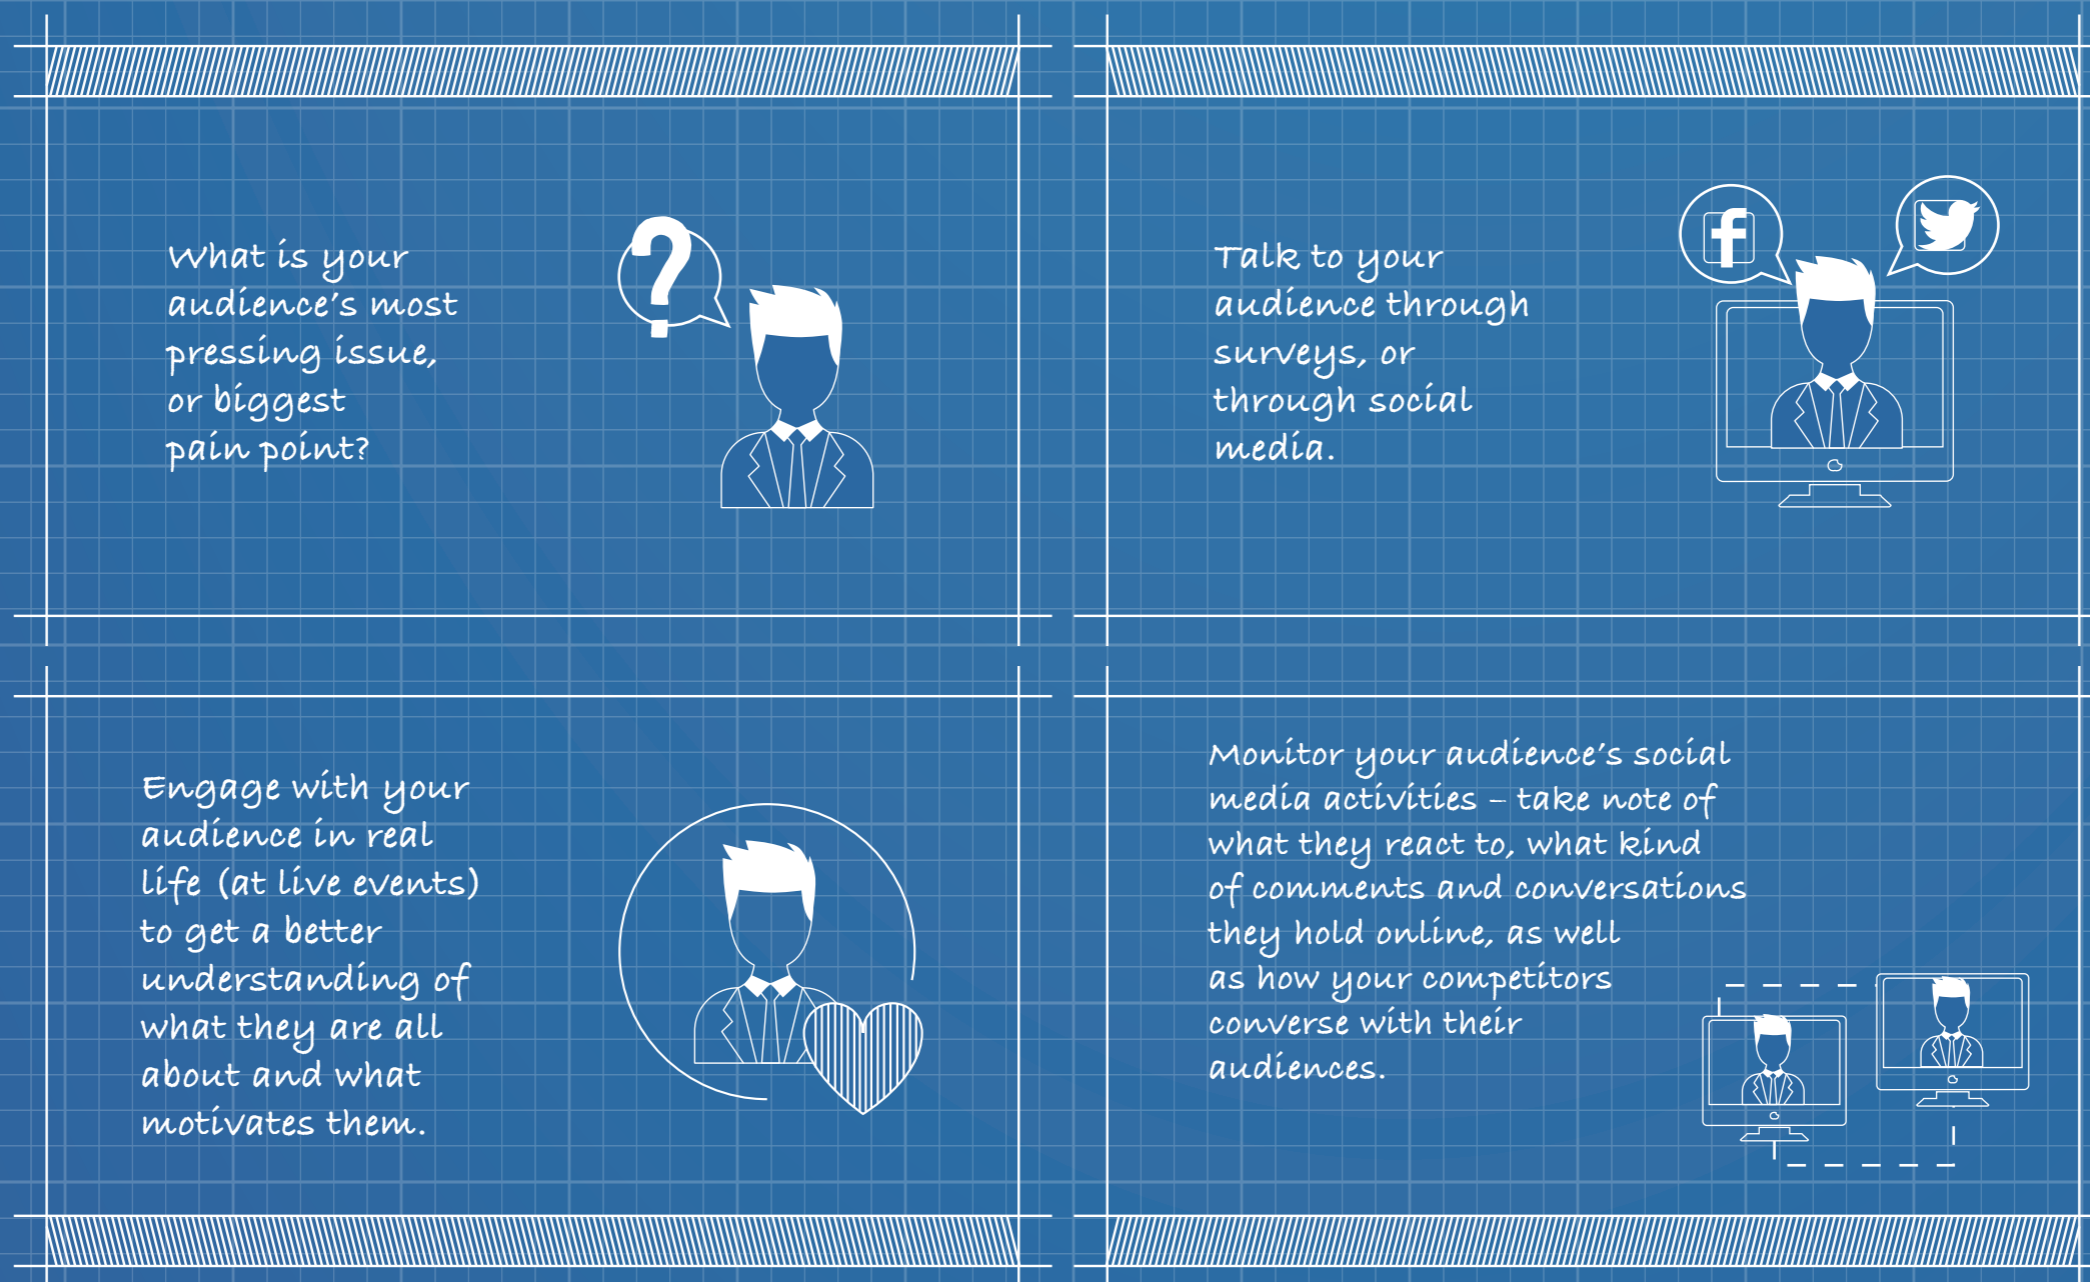 What is your
audience's most
pressing issue,
or biggest
pain point?
Talk to your
audience through
surveys, or
through social
media.
Engage with your
audience in real
life (at live events)
to get a better
understanding of
what they are all
about and what
motivates them.
Monitor your audience's social
media activities – take note of
what they react to, what kind
of comments and conversations
they hold online, as well
as how your competitors
converse with their
audiences.